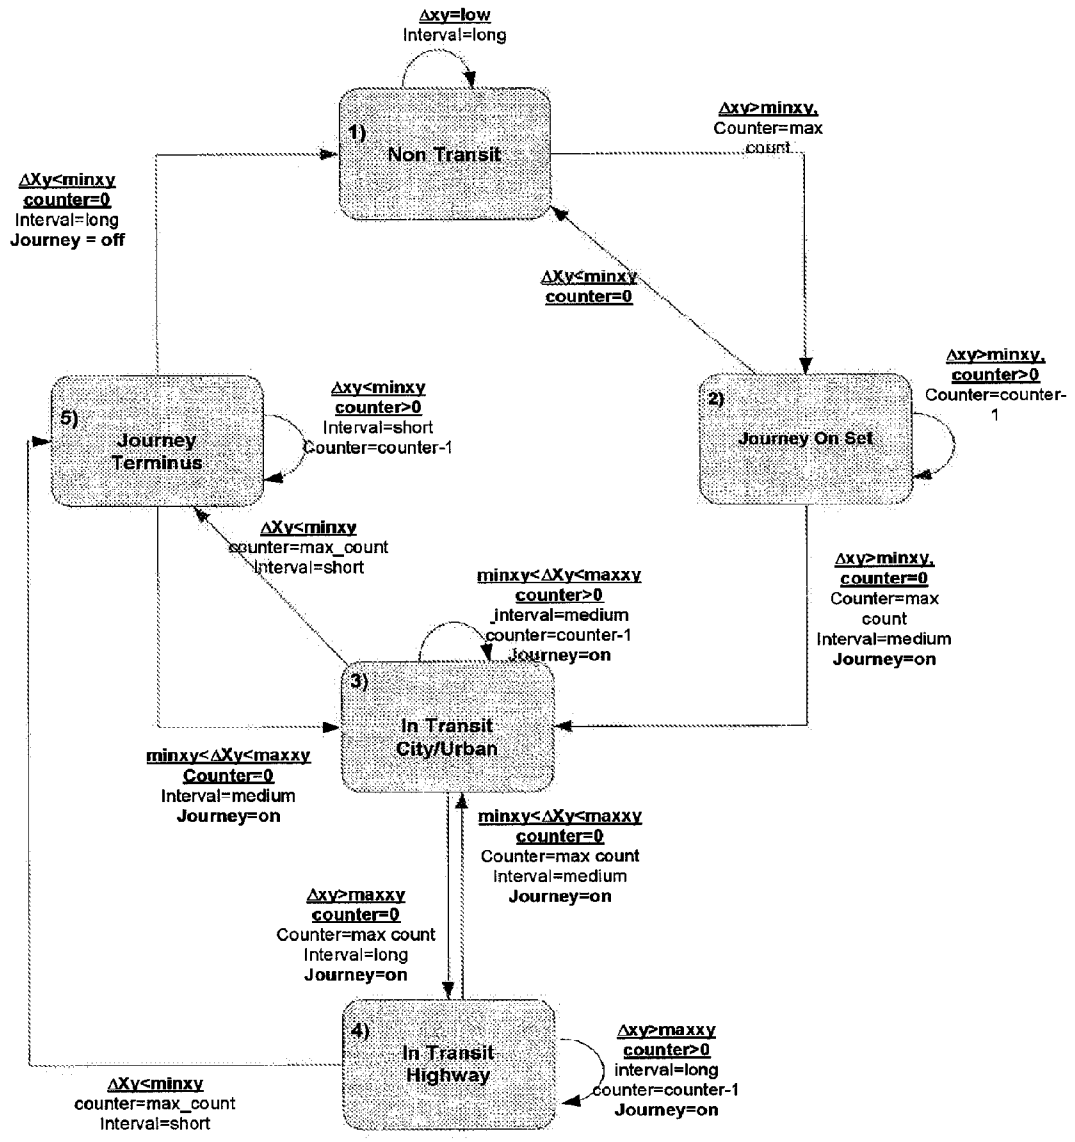 Δxy=low
Interval=long
1)
Non Transit
Δxy>minxy,
Counter=max
count
ΔXy<minxy
counter=0
Interval=long
Journey = off
ΔXy<minxy
counter=0
Δxy>minxy,
counter>0
Counter=counter-
1
2)
Journey On Set
Δxy<minxy
counter>0
Interval=short
Counter=counter-1
5)
Journey
Terminus
ΔXy<minxy
counter=max_count
Interval=short
minxy<ΔXy<maxxy
counter>0
interval=medium
counter=counter-1
Journey=on
Δxy>minxy,
counter=0
Counter=max
count
Interval=medium
Journey=on
3)
In Transit
City/Urban
minxy<ΔXy<maxxy
Counter=0
Interval=medium
Journey=on
minxy<ΔXy<maxxy
counter=0
Counter=max count
Interval=medium
Journey=on
Δxy>maxxy
counter=0
Counter=max count
Interval=long
Journey=on
4)
In Transit
Highway
Δxy>maxxy
counter>0
interval=long
counter=counter-1
Journey=on
ΔXy<minxy
counter=max_count
Interval=short